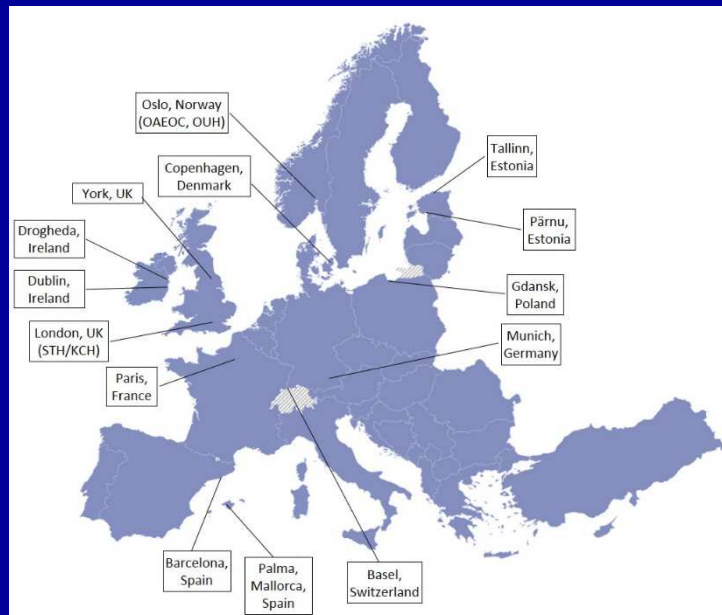 Oslo, Norway
(OAEOC, OUH)
Copenhagen,
Denmark
York, UK
Drogheda,
Ireland
Dublin,
Ireland
London, UK
(STH/KCH)
Paris,
France
Tallinn,
Estonia
Pärnu,
Estonia
Gdansk,
Poland
Munich,
Germany
Barcelona,
Spain
Palma,
Mallorca,
Spain
Basel,
Switzerland